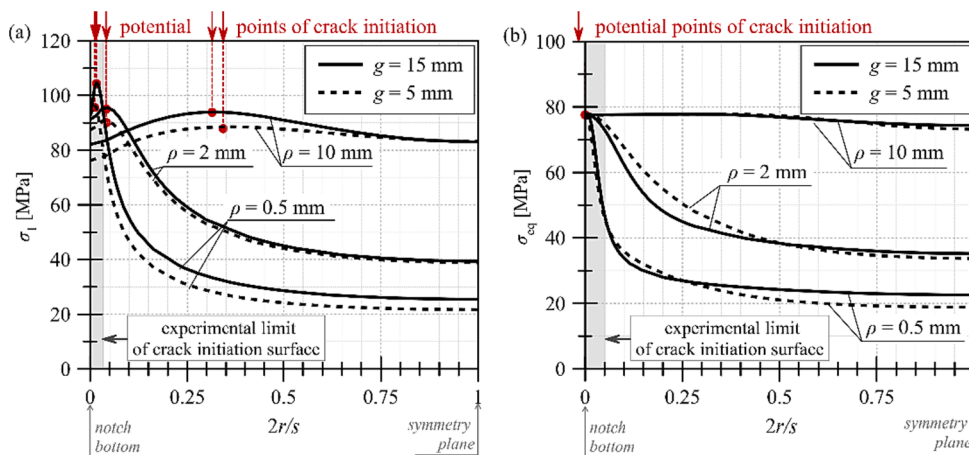 (a)
potential
points of crack initiation
120
100
80
60
40
20
0
σ1 [MPa]
g = 15 mm
g = 5 mm
ρ = 2 mm
ρ = 10 mm
ρ = 0.5 mm
experimental limit
of crack initiation surface
0
0.25
0.5
0.75
1
2r/s
notch
bottom
symmetry
plane
(b)
potential points of crack initiation
100
80
60
40
20
0
σeq [MPa]
g = 15 mm
g = 5 mm
ρ = 10 mm
ρ = 2 mm
ρ = 0.5 mm
experimental limit
of crack initiation surface
0
0.25
0.5
0.75
2r/s
notch
bottom
symmetry
plane